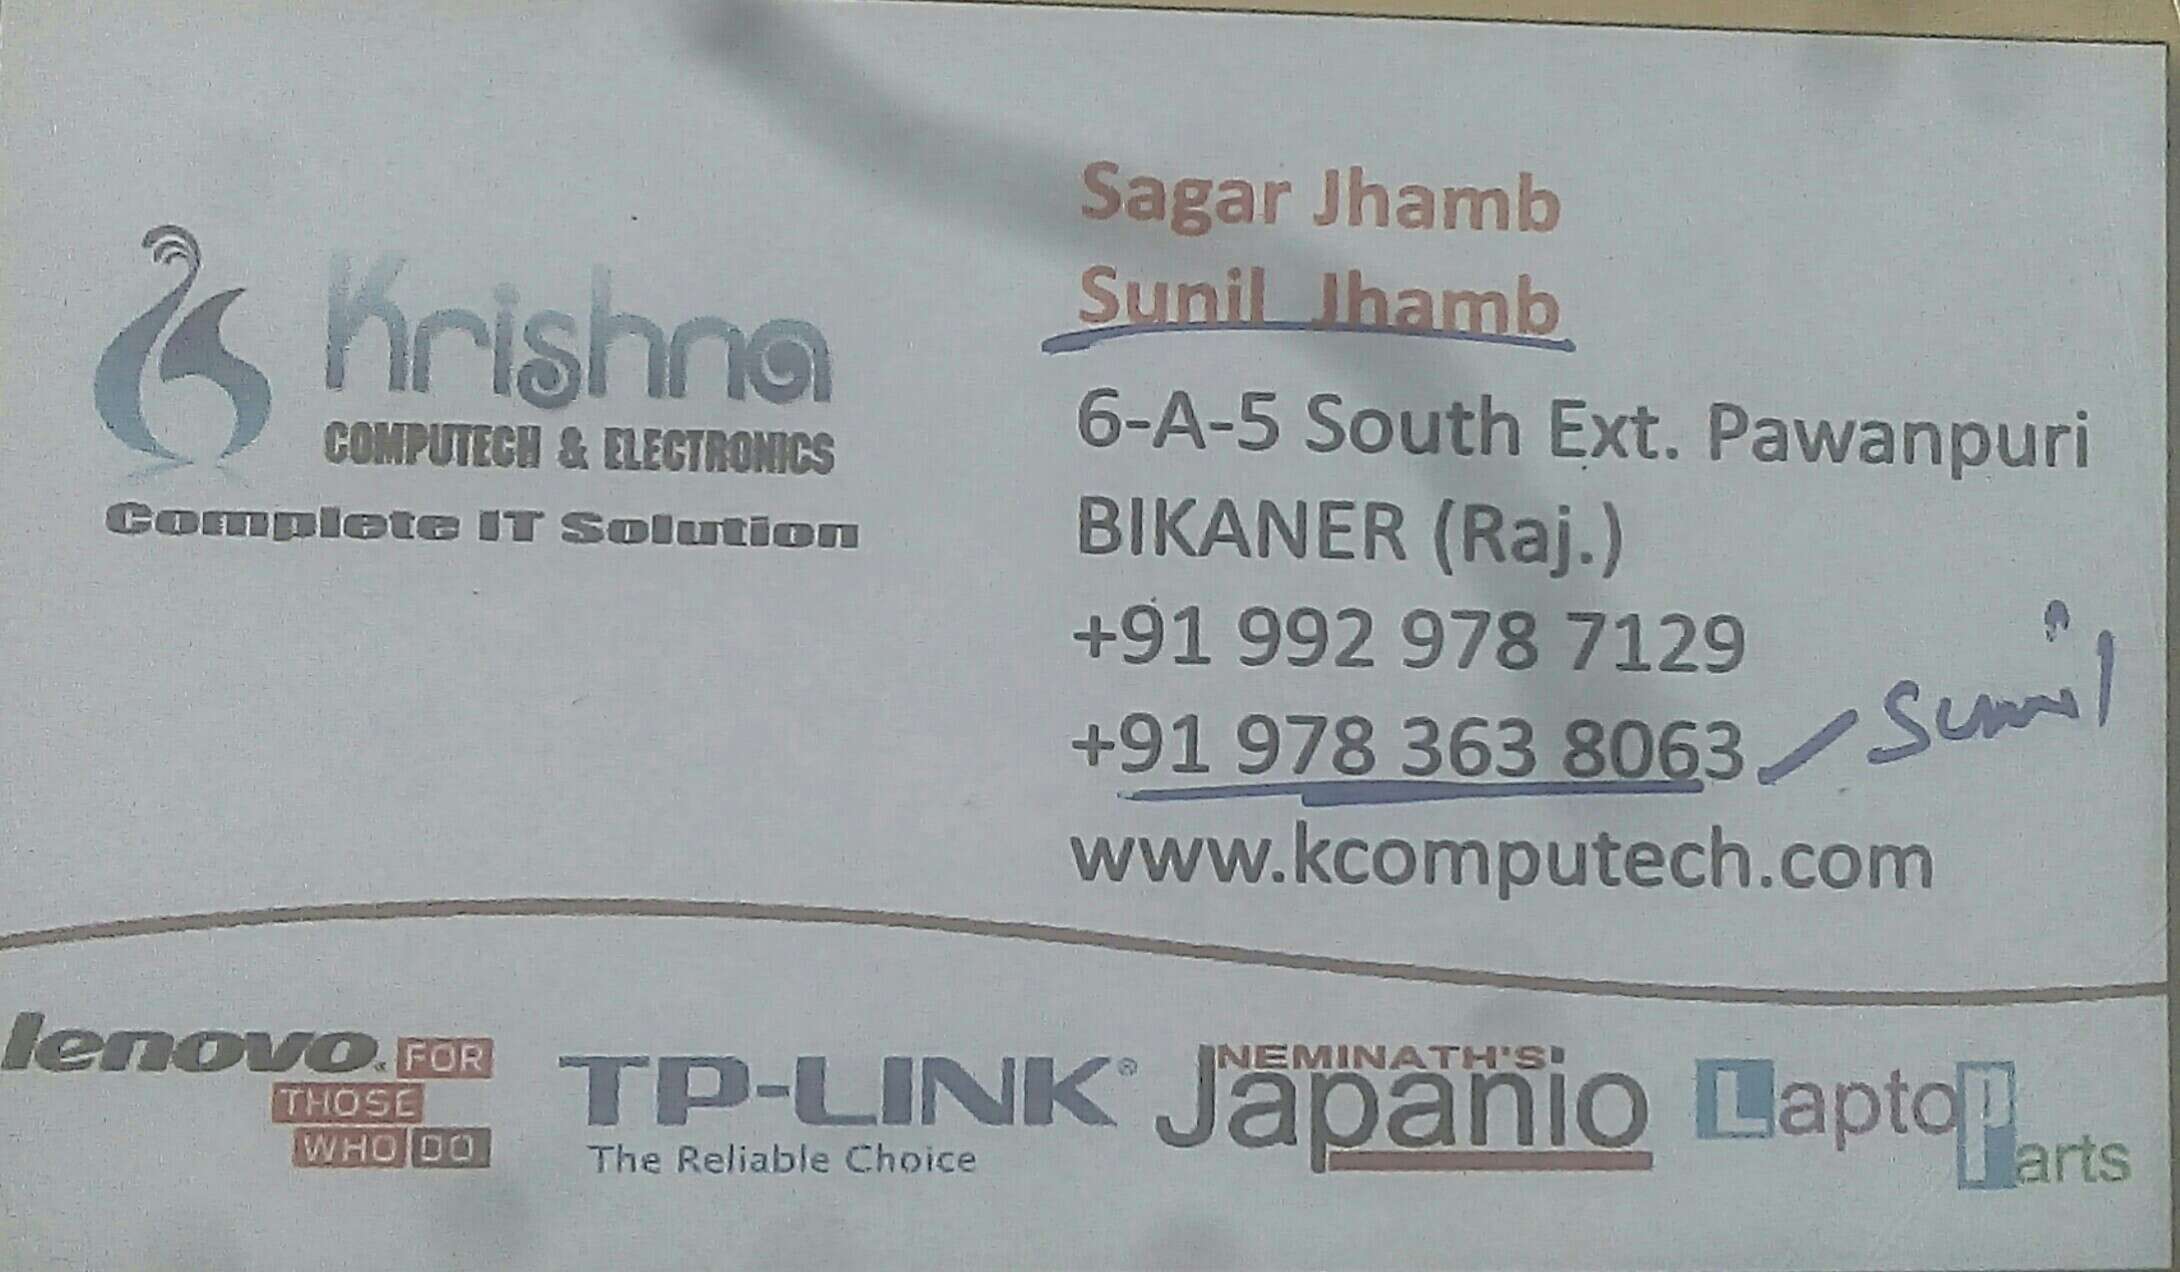 Krishna
COMPUTECH & ELECTRONICS
Complete IT Solution
Sagar Jhamb
Sunil Jhamb
6-A-5 South Ext. Pawanpuri
BIKANER (Raj.)
+91 992 978 7129
+91 978 363 8063 Sunil
www.kcomputech.com
lenovo FOR
THOSE
WHO DO
TP-LINK®
The Reliable Choice
NEMINATH'S
Japanio
Laptop
Parts